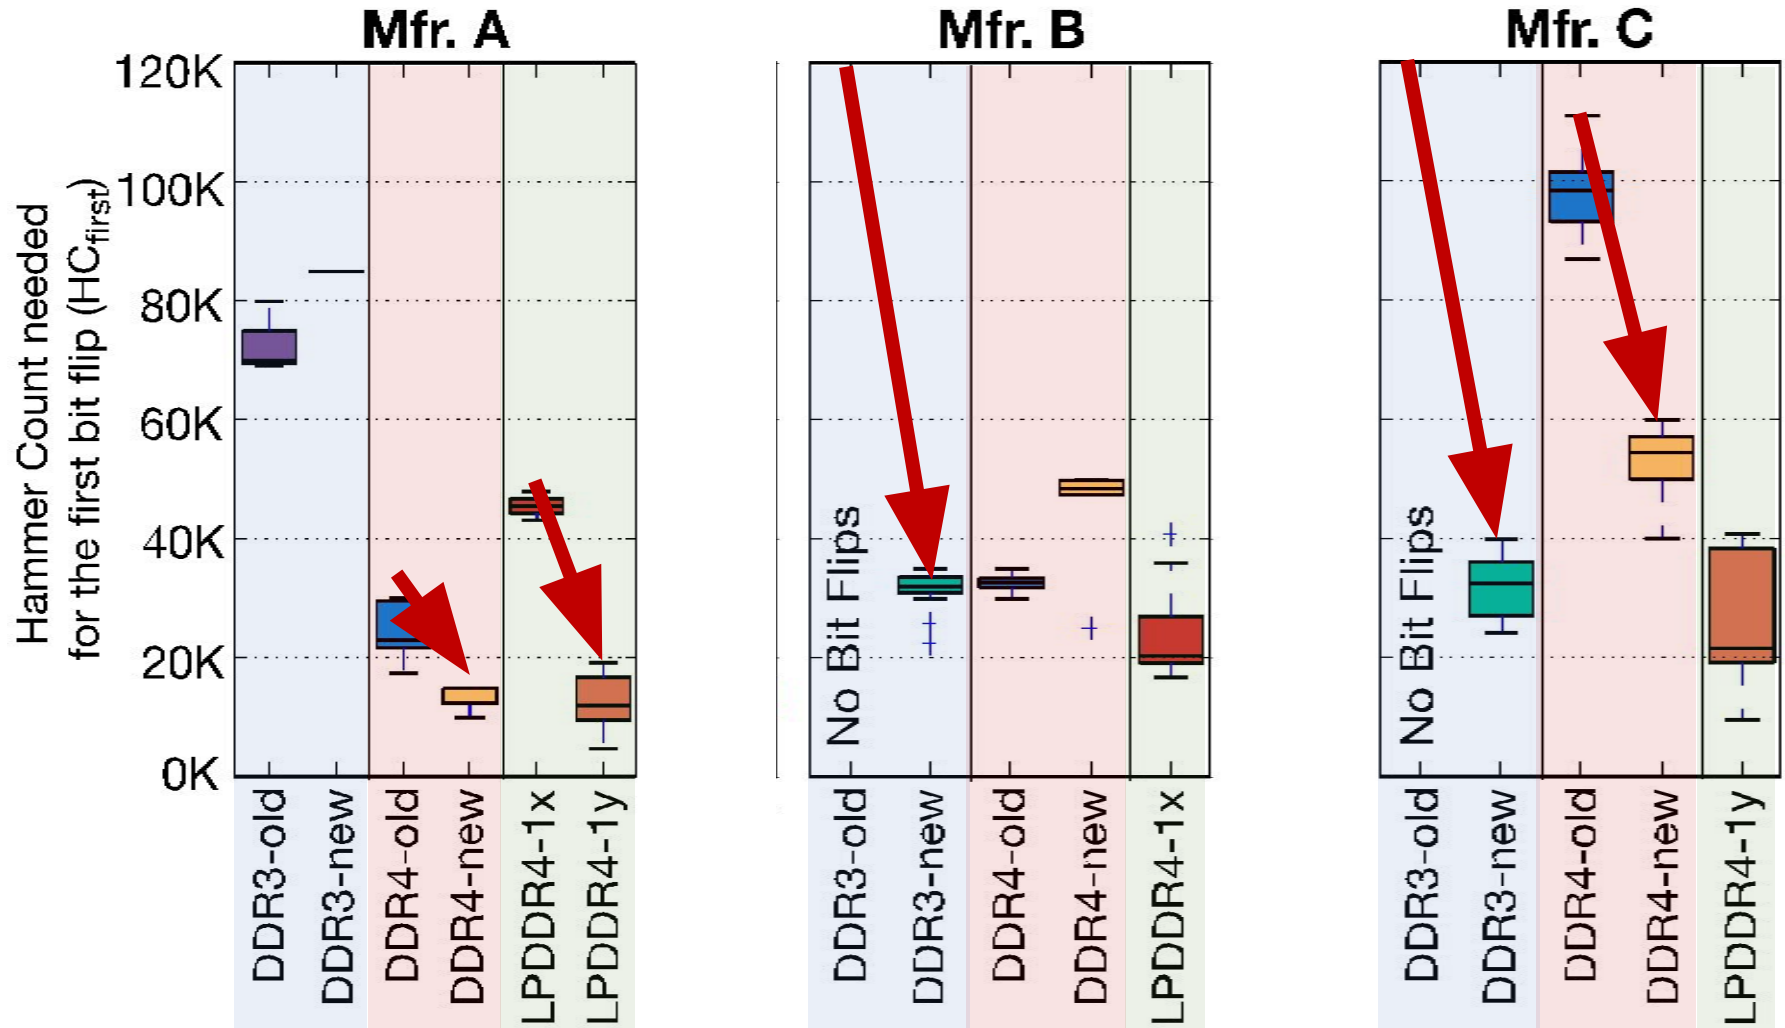 Mfr. A
Mfr. B
Mfr. C
Hammer Count needed
for the first bit flip (HCfirst)
120K
100K
80K
60K
40K
20K
0K
No Bit Flips
No Bit Flips
DDR3-old
DDR3-new
DDR4-old
DDR4-new
LPDDR4-1x
LPDDR4-1y
DDR3-old
DDR3-new
DDR4-old
DDR4-new
LPDDR4-1x
DDR3-old
DDR3-new
DDR4-old
DDR4-new
LPDDR4-1y